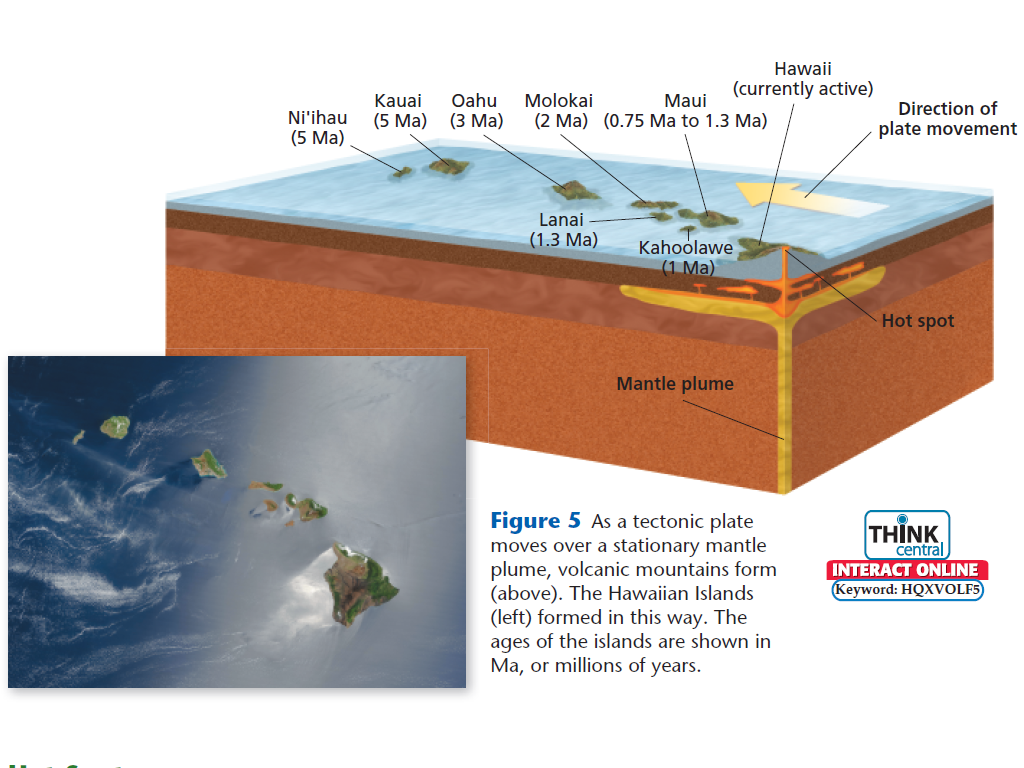 Hawaii
(currently active)
Kauai
(5 Ma)
Oahu
(3 Ma)
Molokai
(2 Ma)
Maui
(0.75 Ma to 1.3 Ma)
Ni'ihau
(5 Ma)
Direction of
plate movement
Lanai
(1.3 Ma)
Kahoolawe
(1 Ma)
Hot spot
Mantle plume
Figure 5 As a tectonic plate
moves over a stationary mantle
plume, volcanic mountains form
(above). The Hawaiian Islands
(left) formed in this way. The
ages of the islands are shown in
Ma, or millions of years.
THINK
central
INTERACT ONLINE
Keyword: HQXVOLF5